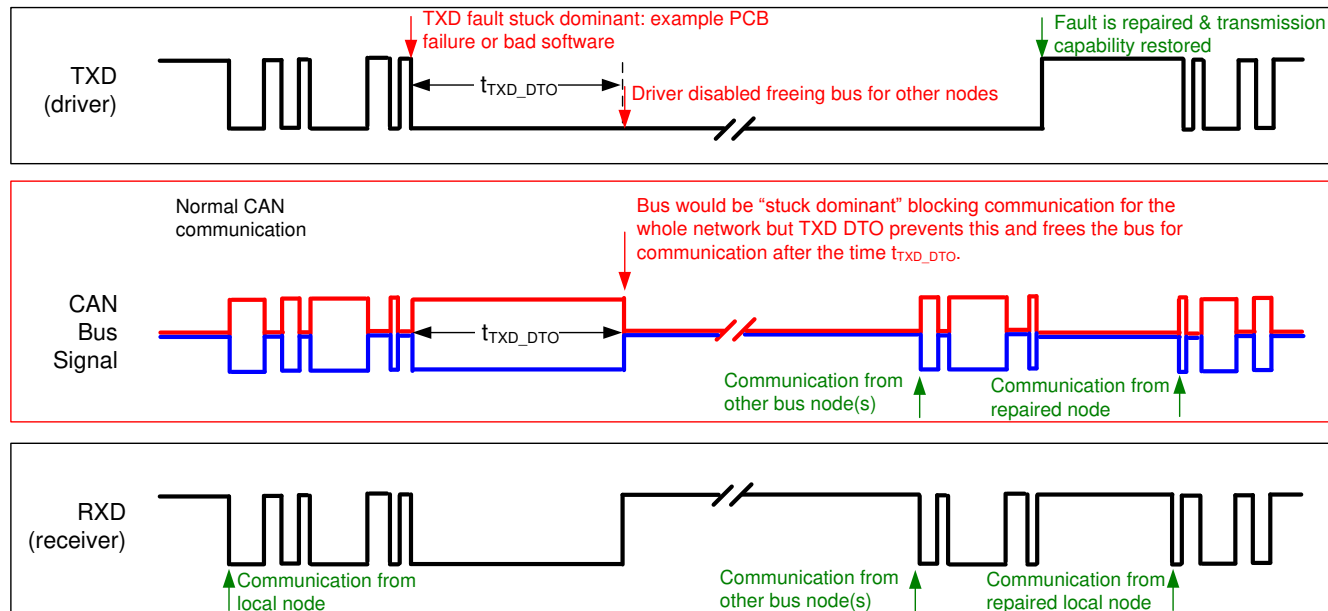 TXD fault stuck dominant: example PCB
failure or bad software
Fault is repaired & transmission
capability restored
TXD
(driver)
tTXD_DTO
Driver disabled freeing bus for other nodes
Normal CAN
communication
Bus would be “stuck dominant” blocking communication for the
whole network but TXD DTO prevents this and frees the bus for
communication after the time tTXD_DTO.
CAN
Bus
Signal
tTXD_DTO
Communication from
other bus node(s)
Communication from
repaired node
RXD
(receiver)
Communication from
local node
Communication from
other bus node(s)
Communication from
repaired local node